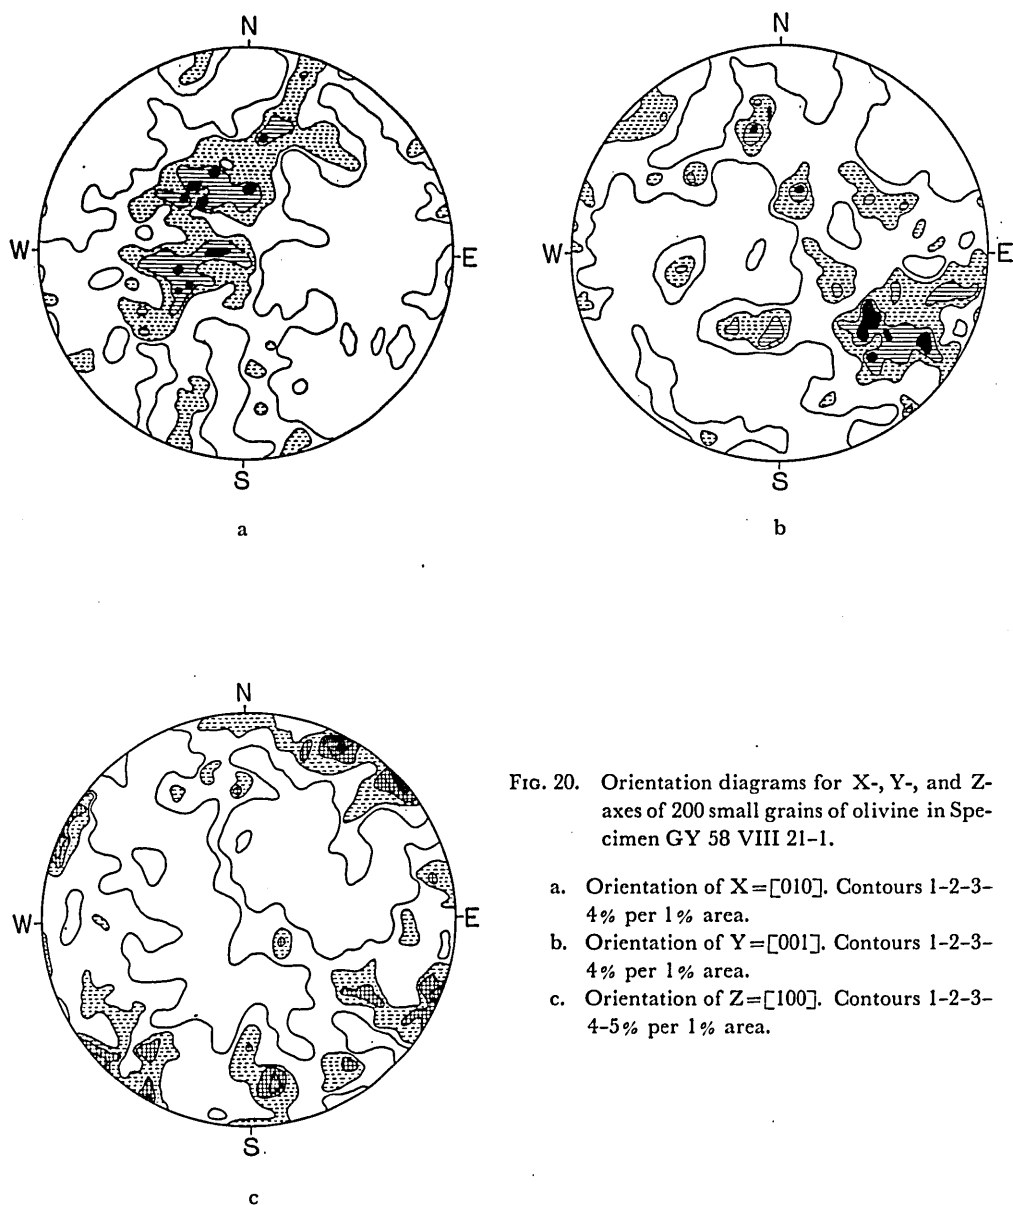 N
N
W
E
W
E
S
S
a
b
N
W
E
S
c
FIG. 20. Orientation diagrams for X-, Y-, and Z-
axes of 200 small grains of olivine in Spe-
cimen GY 58 VIII 21-1.
a. Orientation of X=[010]. Contours 1-2-3-
4% per 1% area.
b. Orientation of Y=[001]. Contours 1-2-3-
4% per 1% area.
c. Orientation of Z=[100]. Contours 1-2-3-
4-5% per 1% area.